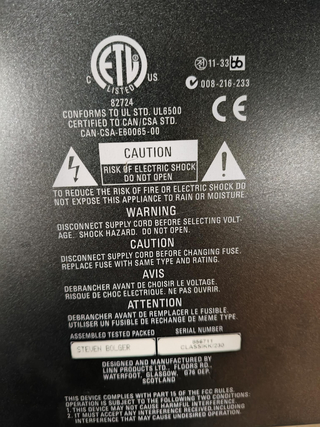 ETL
C LISTED US
11-33
008-216-233
82724
CONFORMS TO UL STD. UL6500
CERTIFIED TO CAN/CSA STD.
CAN-CSA-E60065-00
CE
CAUTION
RISK OF ELECTRIC SHOCK
DO NOT OPEN
TO REDUCE THE RISK OF FIRE OR ELECTRIC SHOCK DO
NOT EXPOSE THIS APPLIANCE TO RAIN OR MOISTURE.
WARNING
DISCONNECT SUPPLY CORD BEFORE SELECTING VOLT-
AGE. SHOCK HAZARD. DO NOT OPEN.
CAUTION
DISCONNECT SUPPLY CORD BEFORE CHANGING FUSE.
REPLACE FUSE WITH SAME TYPE AND RATING.
AVIS
DEBRANCHER AVANT DE CHOISIR LE VOLTAGE.
RISQUE DE CHOC ELECTRIQUE. NE PAS OUVRIR.
ATTENTION
DEBRANCHER AVANT DE REMPLACER LE FUSIBLE.
UTILISER UN FUSIBLE DE RECHANGE DE MEME TYPE.
ASSEMBLED TESTED PACKED
SERIAL NUMBER
STEVEN BOLGER
DESIGNED AND MANUFACTURED BY
LINN PRODUCTS LTD., FLOORS RD.,
WATERFOOT, GLASGOW, G76 0EP,
SCOTLAND
THIS DEVICE COMPLIES WITH PART 15 OF THE FCC RULES.
OPERATION IS SUBJECT TO THE FOLLOWING TWO CONDITIONS:
1. THIS DEVICE MAY NOT CAUSE HARMFUL INTERFERENCE, AND
2. IT MUST ACCEPT ANY INTERFERENCE RECEIVED, INCLUDING
INTERFERENCE THAT MAY CAUSE UNDESIRED OPERATION.